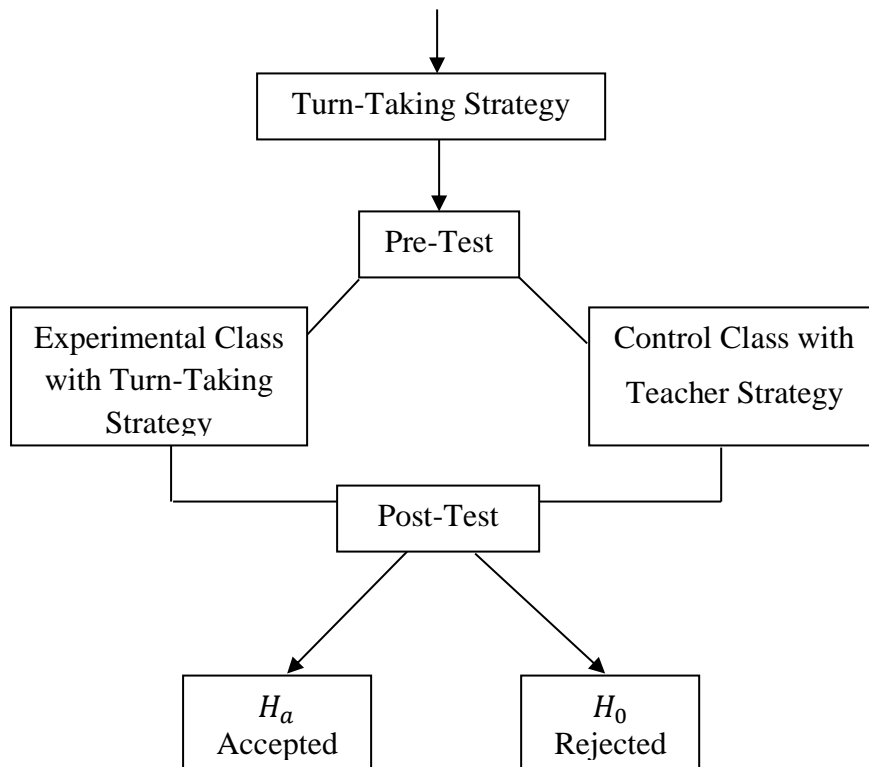 Turn-Taking Strategy
Pre-Test
Experimental Class
with Turn-Taking
Strategy
Control Class with
Teacher Strategy
Post-Test
𝐻𝑎
Accepted
𝐻0
Rejected